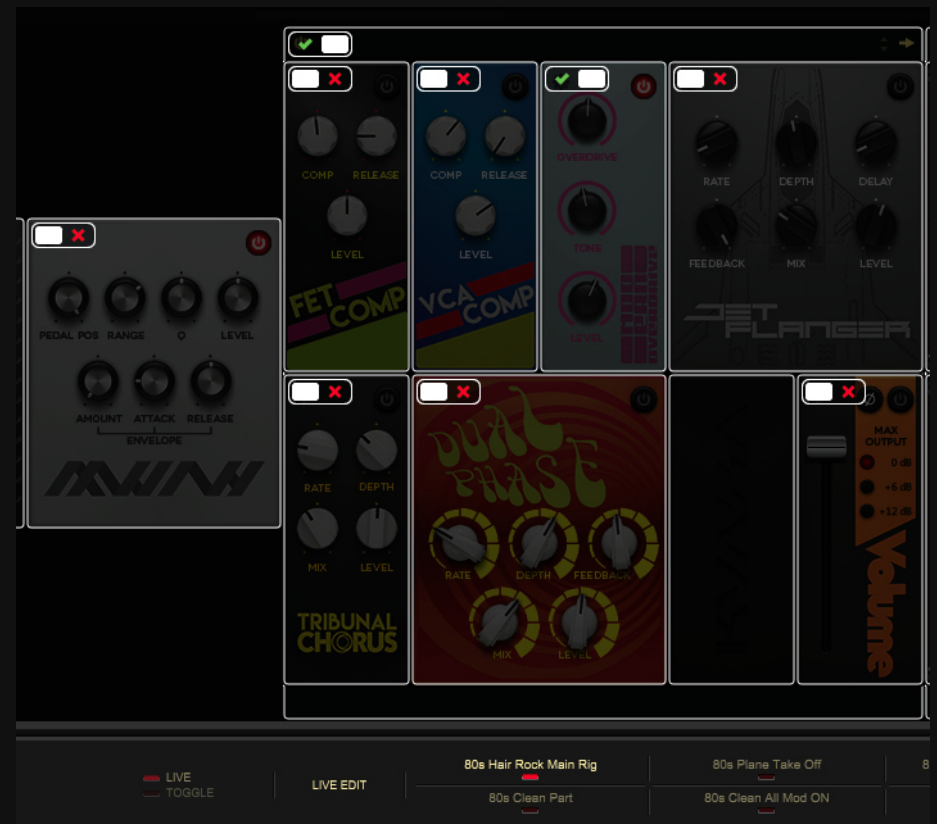 COMP RELEASE
LEVEL
FET COMP
COMP RELEASE
LEVEL
VCA COMP
OVERDRIVE
TONE
LEVEL
RATE DEPTH DELAY
FEEDBACK MIX LEVEL
JET FLANGER
PEDAL POS RANGE Q LEVEL
AMOUNT ATTACK RELEASE
ENVELOPE
RATE DEPTH
MIX LEVEL
TRIBUNAL
CHORUS
DUAL
PHASE
RATE DEPTH FEEDBACK
MIX LEVEL
MAX
OUTPUT
0 dB
+6 dB
+12 dB
Volume
LIVE
TOGGLE
LIVE EDIT
80s Hair Rock Main Rig
80s Clean Part
80s Plane Take Off
80s Clean All Mod ON
8